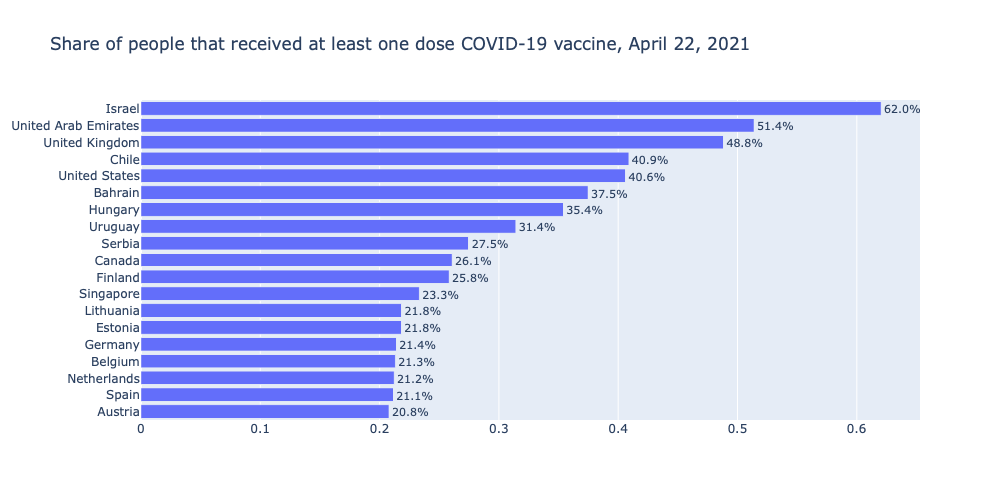 Share of people that received at least one dose COVID-19 vaccine, April 22, 2021
Israel 62.0%
United Arab Emirates 51.4%
United Kingdom 48.8%
Chile 40.9%
United States 40.6%
Bahrain 37.5%
Hungary 35.4%
Uruguay 31.4%
Serbia 27.5%
Canada 26.1%
Finland 25.8%
Singapore 23.3%
Lithuania 21.8%
Estonia 21.8%
Germany 21.4%
Belgium 21.3%
Netherlands 21.2%
Spain 21.1%
Austria 20.8%
0 0.1 0.2 0.3 0.4 0.5 0.6